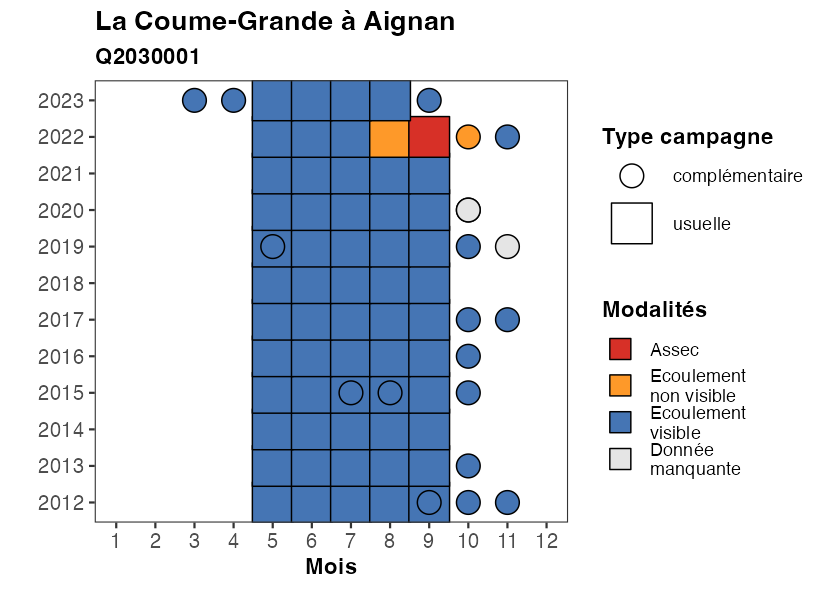 La Coume-Grande à Aignan
Q2030001
2023
2022
2021
2020
2019
2018
2017
2016
2015
2014
2013
2012
1 2 3 4 5 6 7 8 9 10 11 12
Mois
Type campagne
complémentaire
usuelle
Modalités
Assec
Ecoulement
non visible
Ecoulement
visible
Donnée
manquante